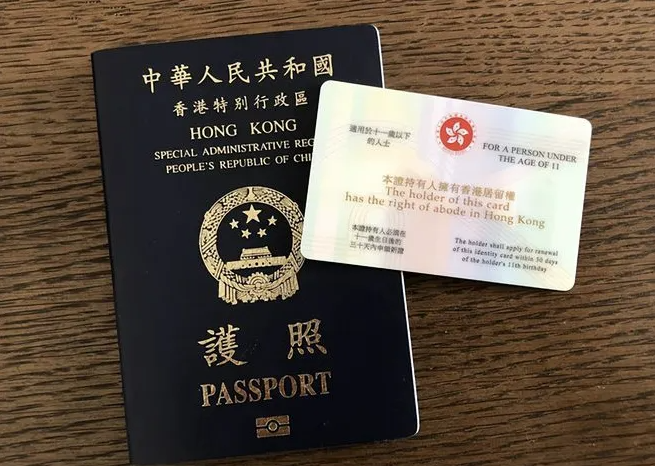 中華人民共和國
香港特別行政區
HONG KONG
SPECIAL ADMINISTRATIVE REG
PEOPLE'S REPUBLIC OF CHI
護照
PASSPORT
適用於十一歲以下
的人士
FOR A PERSON UNDER
THE AGE OF 11
本證持有人擁有香港居留權
The holder of this card
has the right of abode in Hong Kong
本證持有人必須在
十一歲生日後的
三十天內申領新證
The holder shall apply for renewal
of this identity card within 30 days
of the holder's 11th birthday